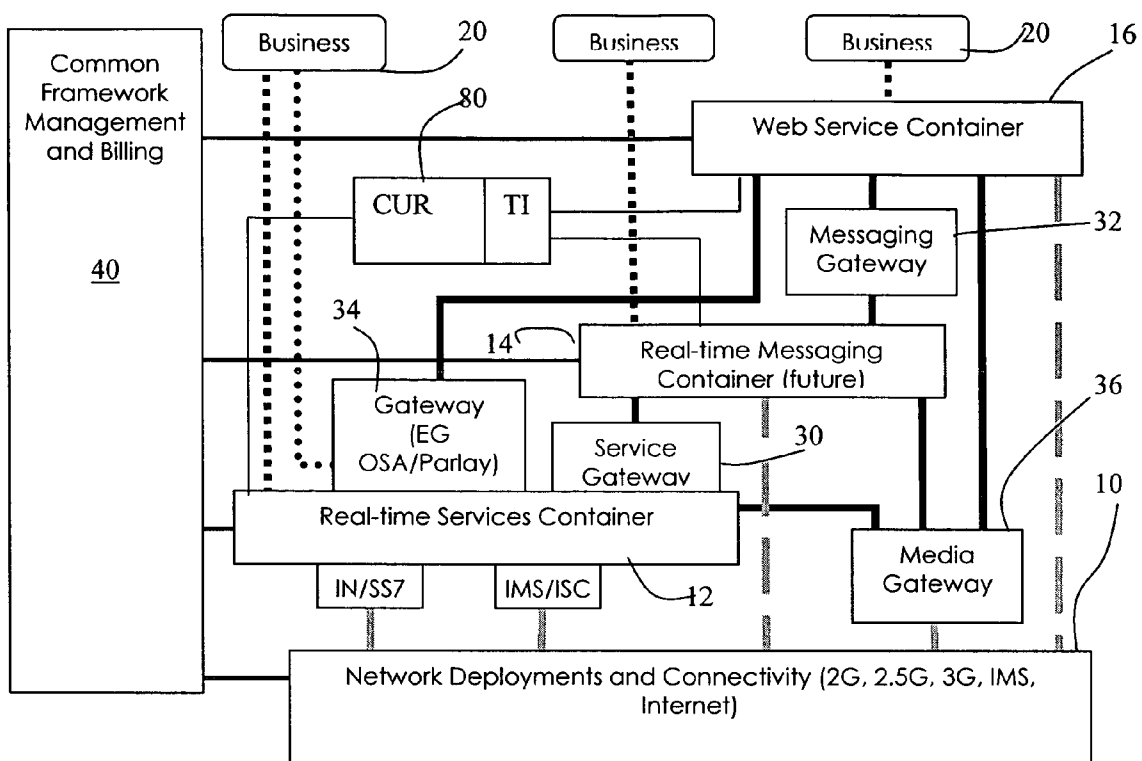 Business
20
Business
Business
20
16
Common
Framework
Management
and Billing
80
Web Service Container
CUR
TI
32
Messaging
Gateway
40
34
14
Real-time Messaging
Container (future)
Gateway
(EG
OSA/Parlay)
36
Service
Gateway
30
10
Real-time Services Container
Media
Gateway
IN/SS7
IMS/ISC
12
Network Deployments and Connectivity (2G, 2.5G, 3G, IMS,
Internet)